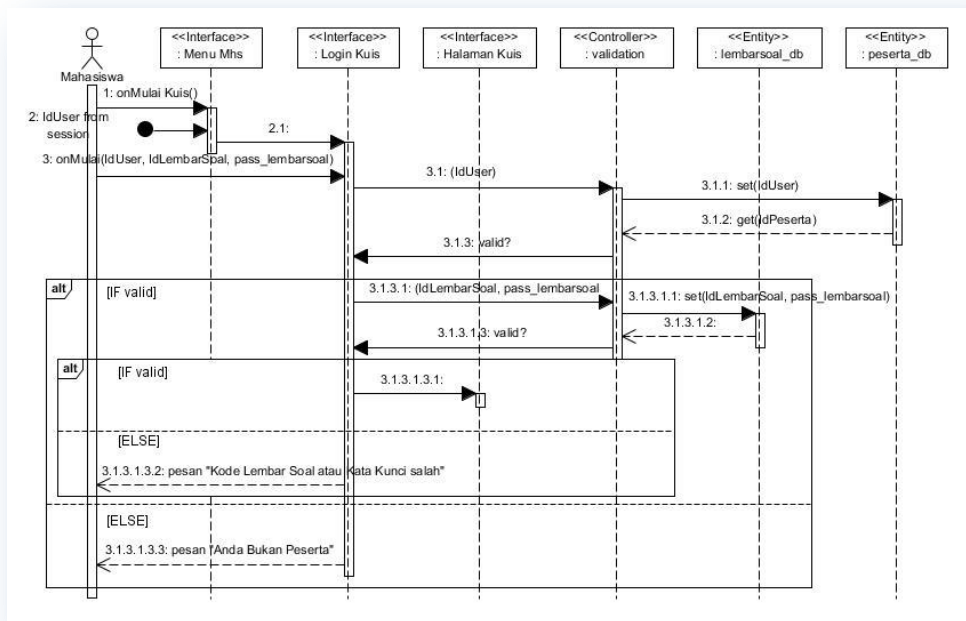 <<Interface>>
: Menu Mhs
<<Interface>>
: Login Kuis
<<Interface>>
: Halaman Kuis
<<Controller>>
: validation
<<Entity>>
: lembarsoal_db
<<Entity>>
: peserta_db
Mahasiswa
1: onMulai Kuis()
2: IdUser from
session
2.1:
3: onMulai(IdUser, IdLembarSoal, pass_lembarsoal)
3.1: (IdUser)
3.1.1: set(IdUser)
3.1.2: get(IdPeserta)
3.1.3: valid?
alt
[IF valid]
3.1.3.1: (IdLembarSoal, pass_lembarsoal
3.1.3.1.1: set(IdLembarSoal, pass_lembarsoal)
3.1.3.1.2:
3.1.3.1.3: valid?
alt
[IF valid]
3.1.3.1.3.1:
[ELSE]
3.1.3.1.3.2: pesan "Kode Lembar Soal atau Kata Kunci salah"
[ELSE]
3.1.3.1.3.3: pesan "Anda Bukan Peserta"